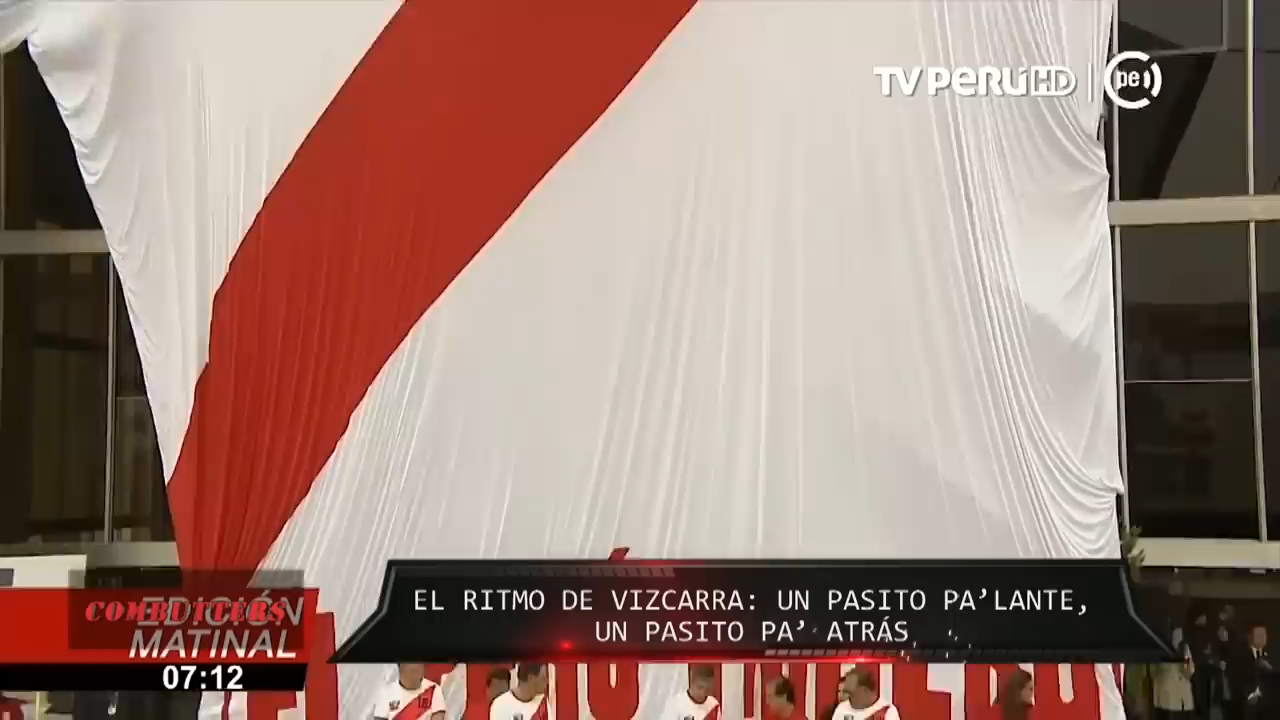 TV PERÚ HD pe
EL RITMO DE VIZCARRA: UN PASITO PA'LANTE,
UN PASITO PA' ATRÁS
EDICIÓN
COMBUTTERS
MATINAL
07:12